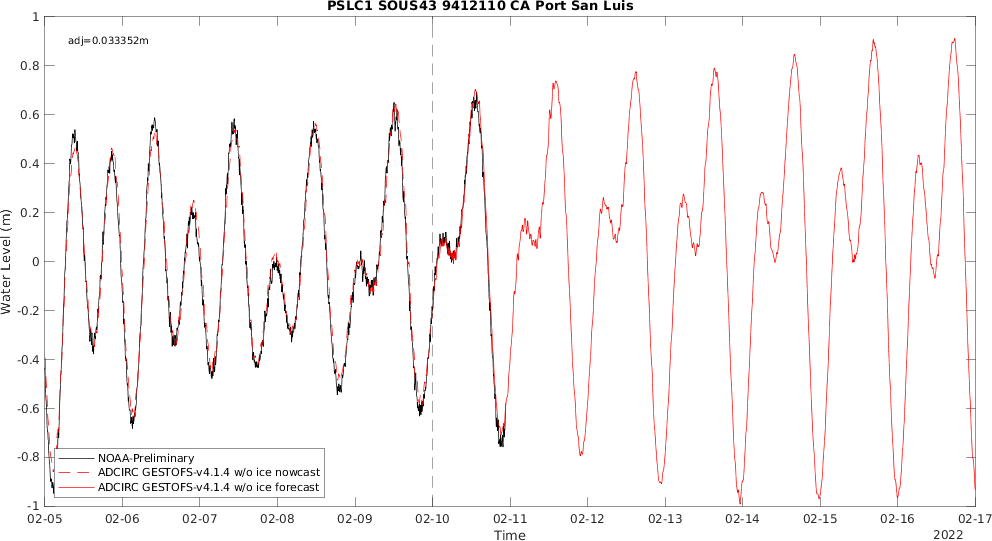 PSLC1 SOUS43 9412110 CA Port San Luis
adj=0.033352m
1
0.8
0.6
0.4
0.2
0
-0.2
-0.4
-0.6
-0.8
-1
Water Level (m)
NOAA-Preliminary
ADCIRC GESTOFS-v4.1.4 w/o ice nowcast
ADCIRC GESTOFS-v4.1.4 w/o ice forecast
02-05 02-06 02-07 02-08 02-09 02-10 02-11 02-12 02-13 02-14 02-15 02-16 02-17
Time
2022